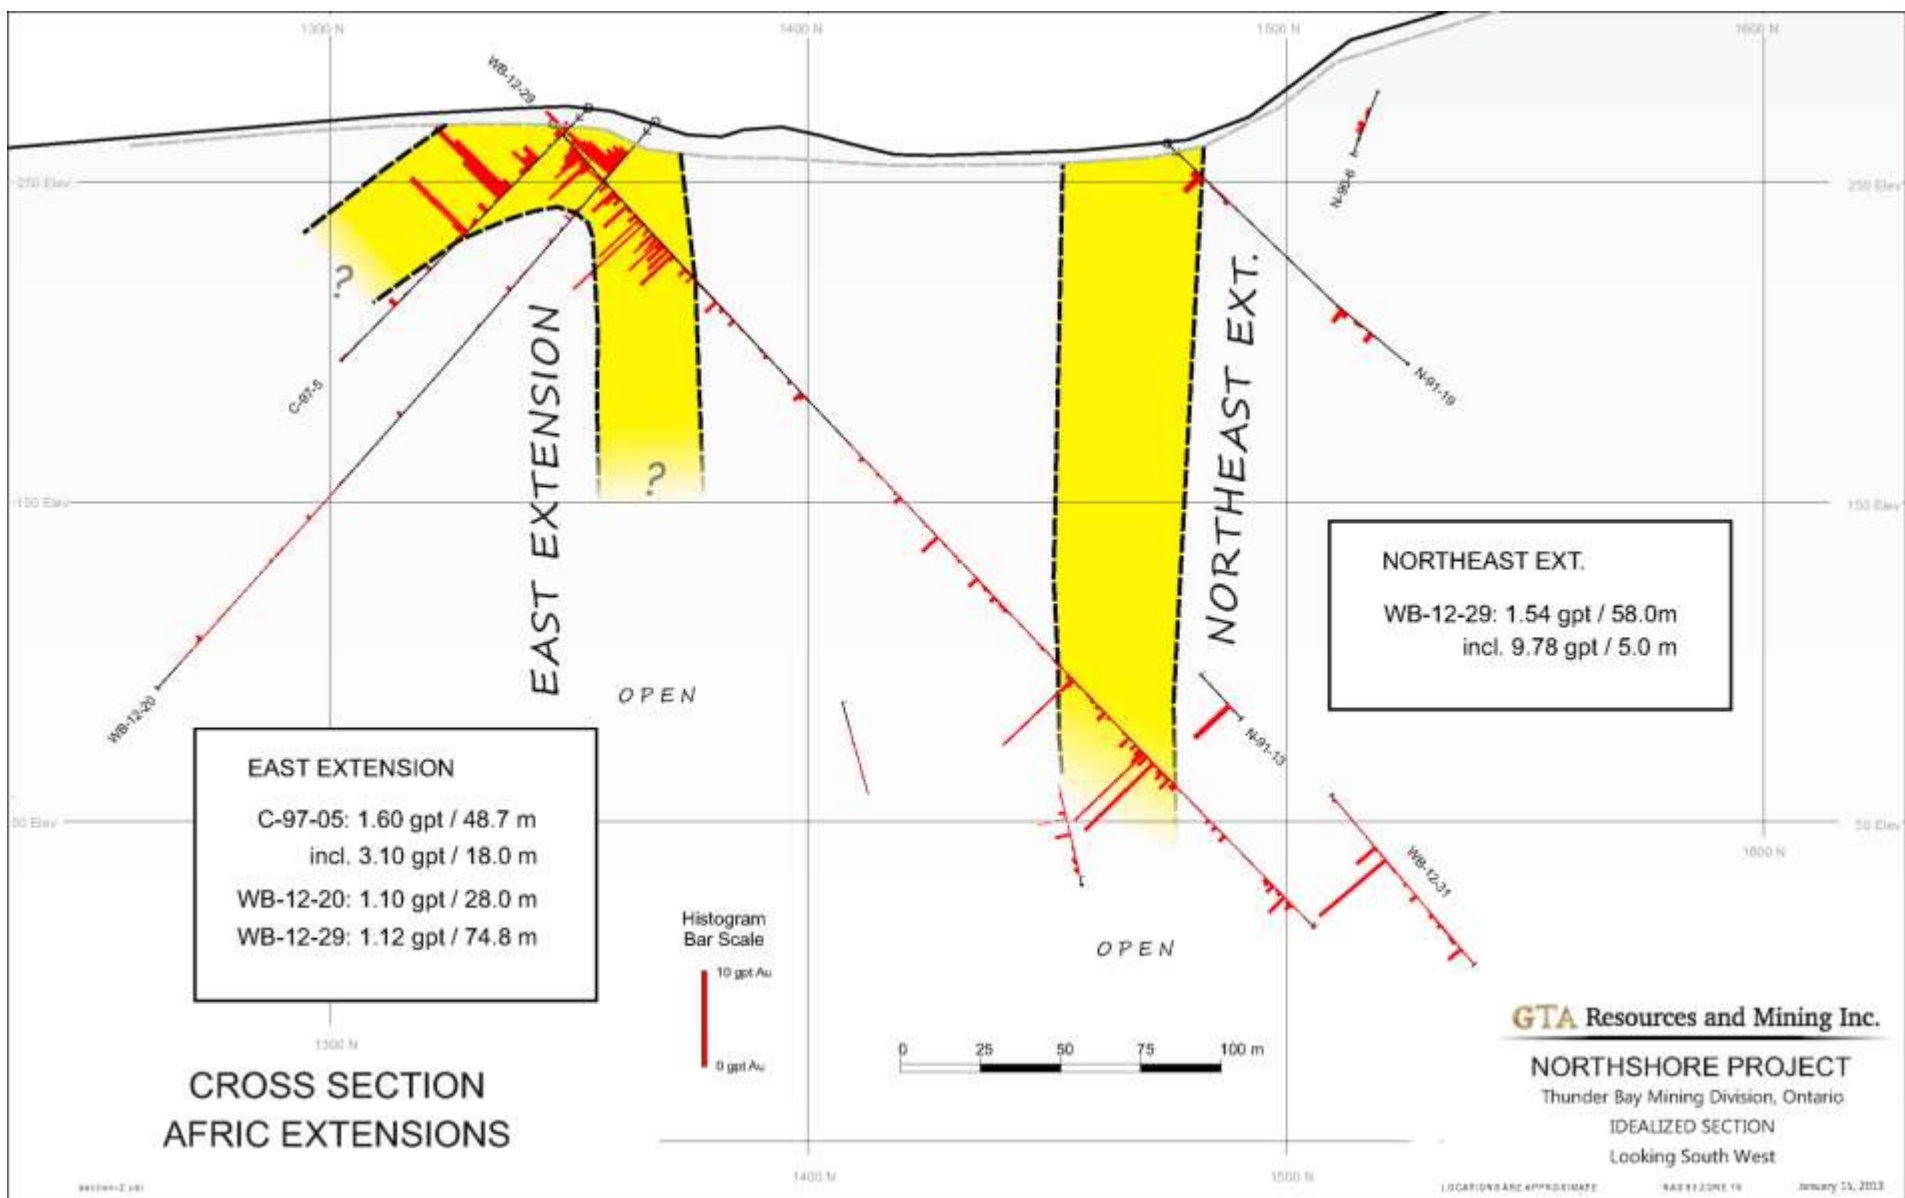 1300 N
1400 N
1500 N
1600 N
WB-12-29
N-90-6
250 Elev
250 Elev
?
C-97-5
EAST EXTENSION
NORTHEAST EXT.
N-91-19
?
150 Elev
150 Elev
NORTHEAST EXT.
WB-12-29: 1.54 gpt / 58.0m
incl. 9.78 gpt / 5.0 m
OPEN
WB-12-20
N-91-13
EAST EXTENSION
C-97-05: 1.60 gpt / 48.7 m
incl. 3.10 gpt / 18.0 m
WB-12-20: 1.10 gpt / 28.0 m
WB-12-29: 1.12 gpt / 74.8 m
50 Elev
50 Elev
1600 N
WB-12-31
Histogram
Bar Scale
10 gpt Au
0 gpt Au
OPEN
0 25 50 75 100 m
1300 N
CROSS SECTION
AFRIC EXTENSIONS
GTA Resources and Mining Inc.
NORTHSHORE PROJECT
Thunder Bay Mining Division, Ontario
IDEALIZED SECTION
Looking South West
1400 N
1500 N
LOCATIONS ARE APPROXIMATE
January 15, 2013